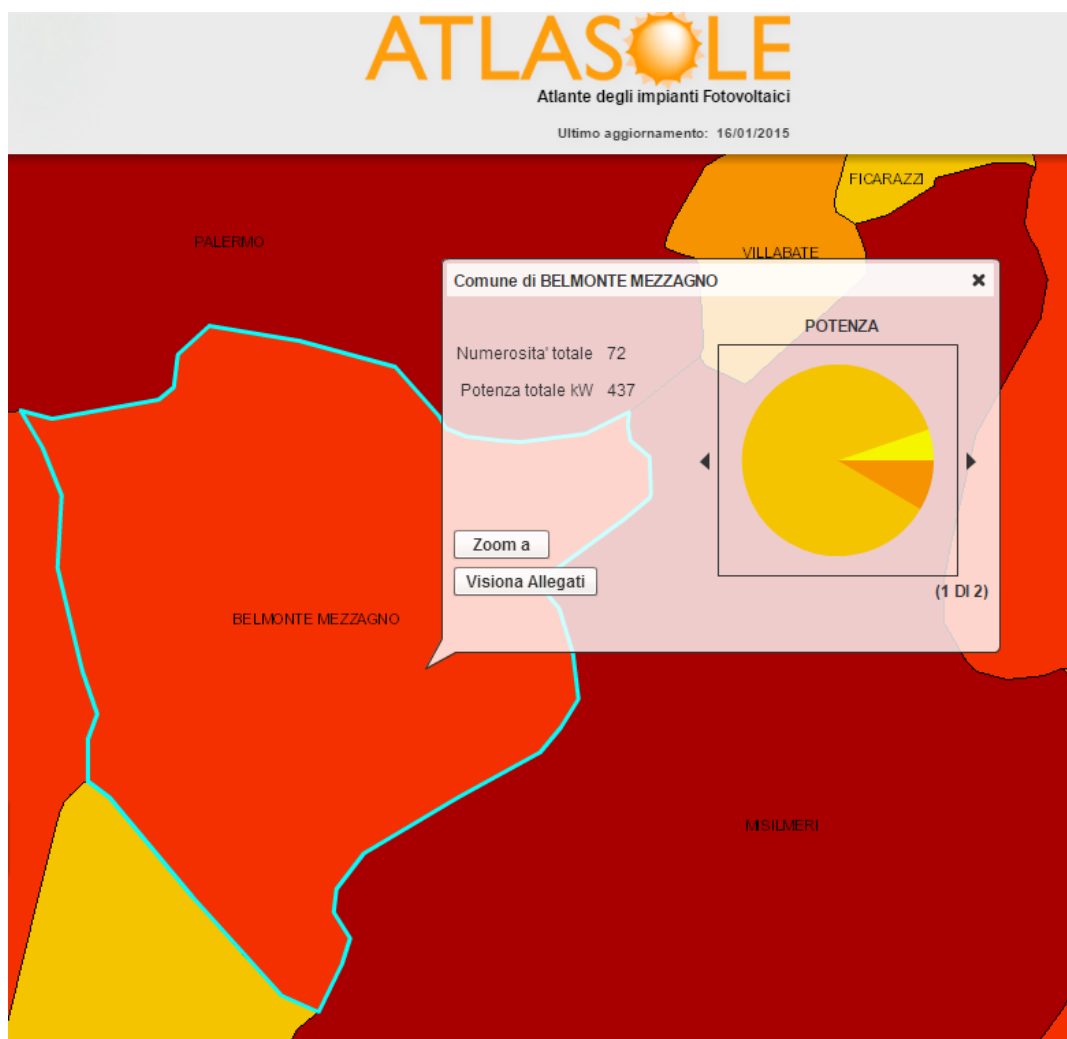 ATLASOLE
Atlante degli impianti Fotovoltaici
Ultimo aggiornamento: 16/01/2015
FICARAZZI
PALERMO
VILLABATE
Comune di BELMONTE MEZZAGNO
POTENZA
Numerosita' totale 72
Potenza totale kW 437
Zoom a
Visiona Allegati
(1 DI 2)
BELMONTE MEZZAGNO
MISILMERI